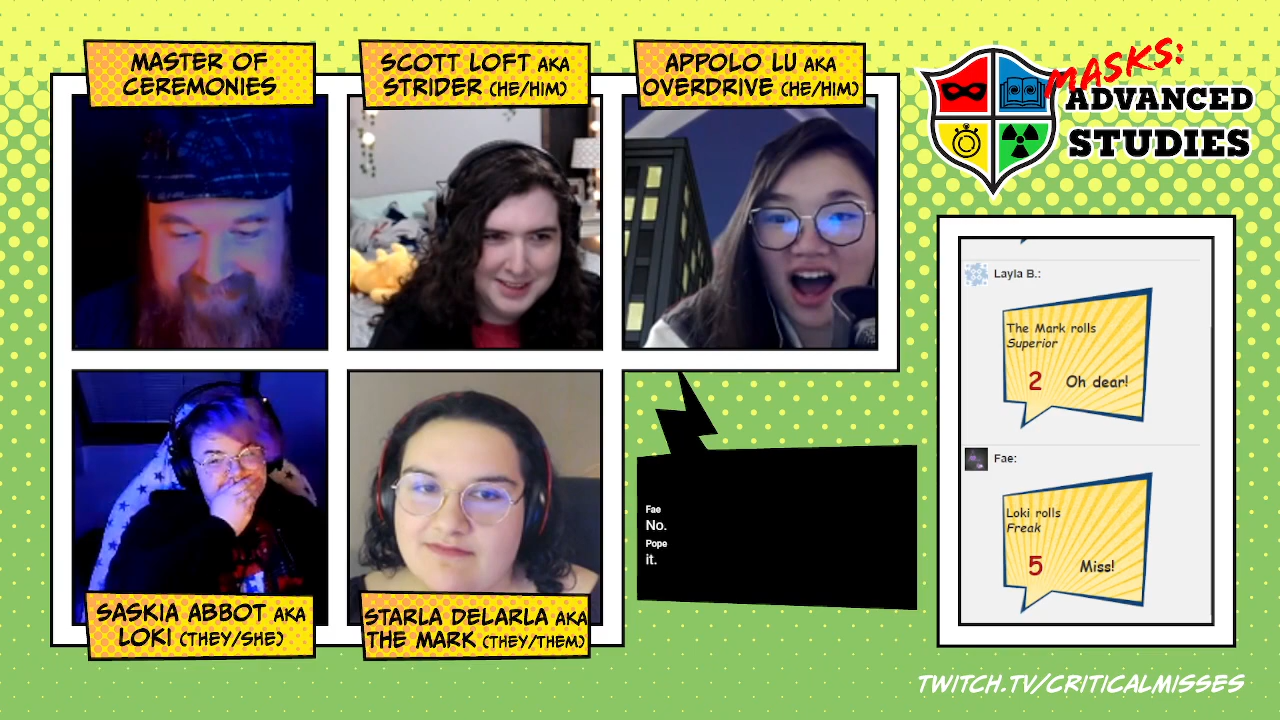 MASTER OF
CEREMONIES
SCOTT LOFT AKA
STRIDER (HE/HIM)
APPOLO LU AKA
OVERDRIVE (HE/HIM)
MASKS:
ADVANCED
STUDIES
SASKIA ABBOT AKA
LOKI (THEY/SHE)
STARLA DELARLA AKA
THE MARK (THEY/THEM)
Fae
No.
Pope
it.
Layla B.:
The Mark rolls
Superior
2 Oh dear!
Fae:
Loki rolls
Freak
5 Miss!
TWITCH.TV/CRITICALMISSES